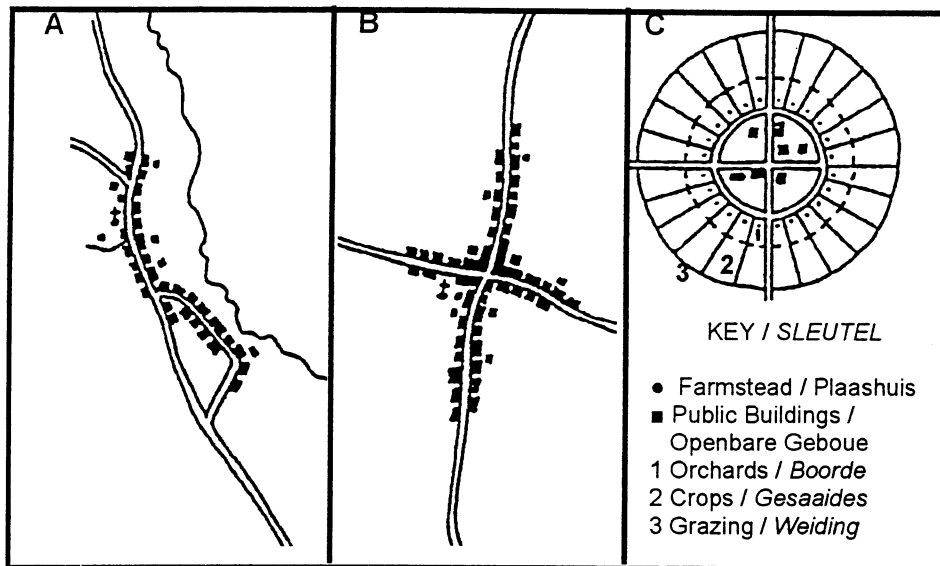 A
B
C
1
2
3
KEY / SLEUTEL
● Farmstead / Plaashuis
■ Public Buildings /
Openbare Geboue
1 Orchards / Boorde
2 Crops / Gesaaides
3 Grazing / Weiding